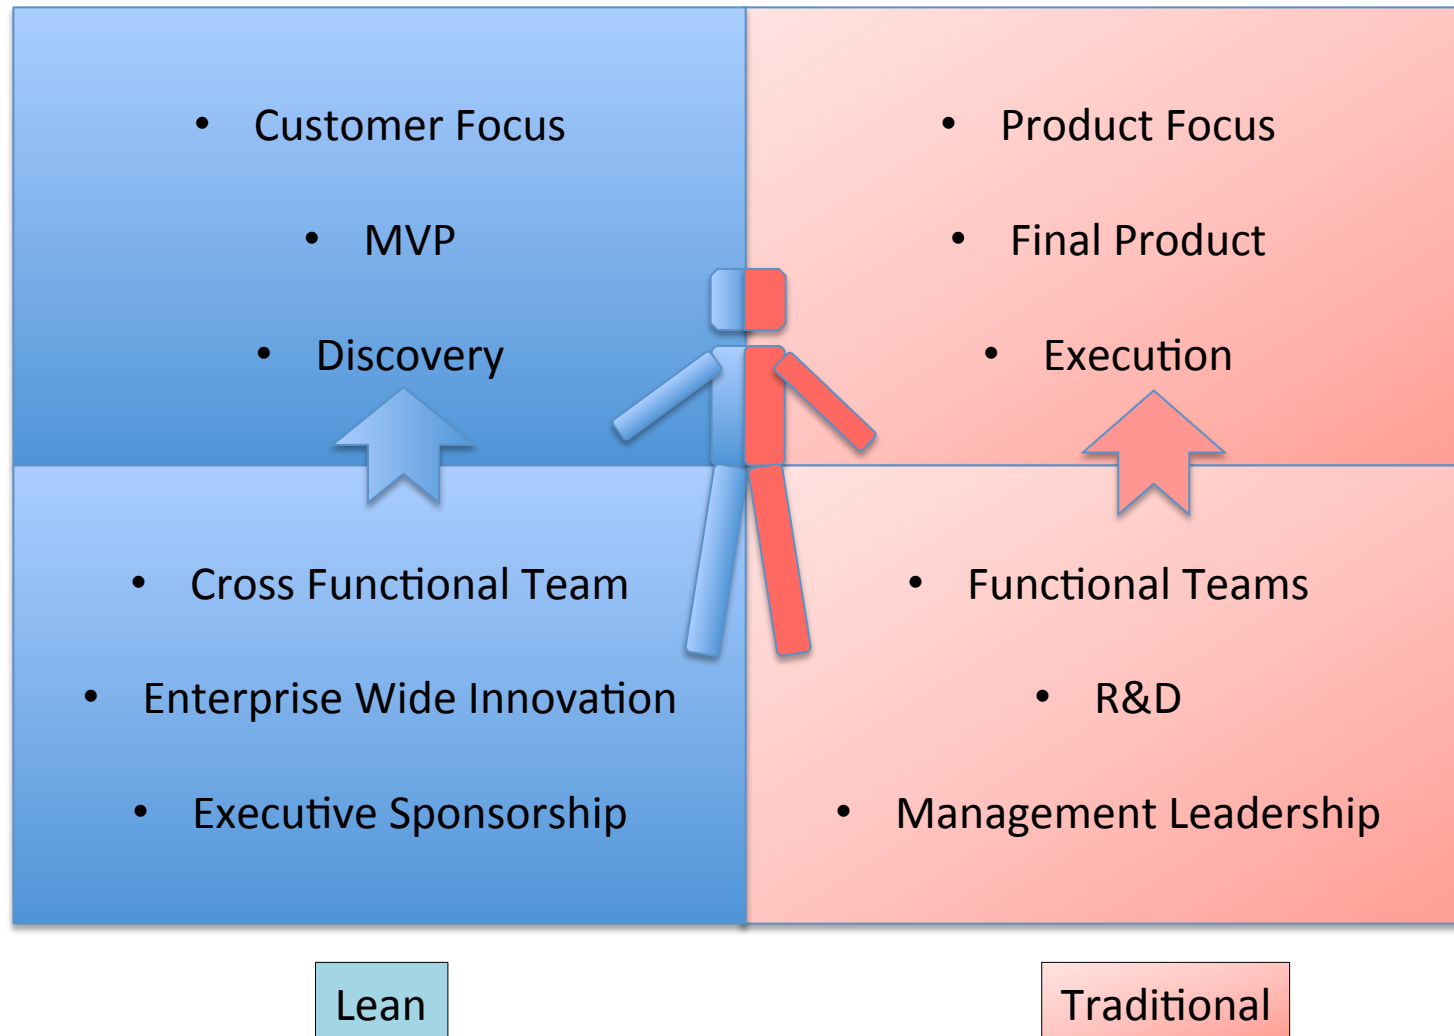 • Customer Focus
• MVP
• Discovery
• Product Focus
• Final Product
• Execution
• Cross Functional Team
• Enterprise Wide Innovation
• Executive Sponsorship
• Functional Teams
• R&D
• Management Leadership
Lean
Traditional